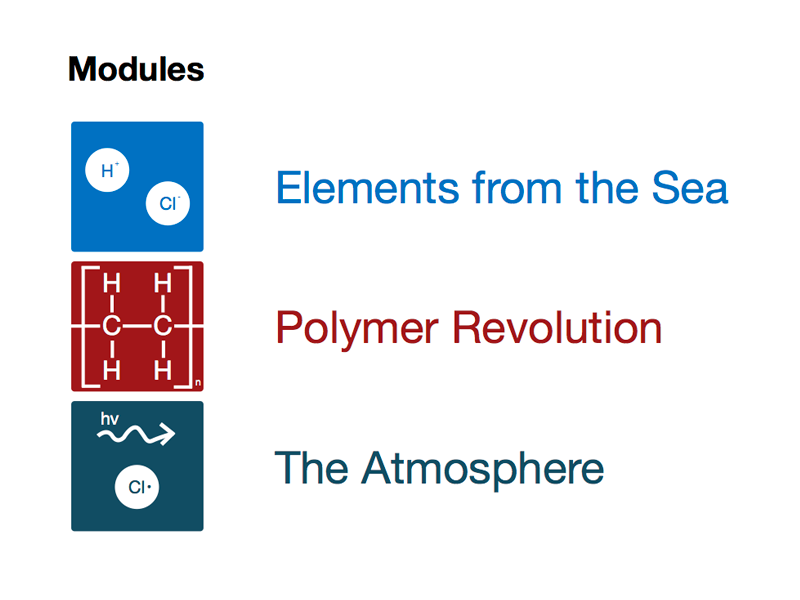 Modules
H+
Cl-
Elements from the Sea
H H
C C
H H
n
Polymer Revolution
hv
Cl•
The Atmosphere